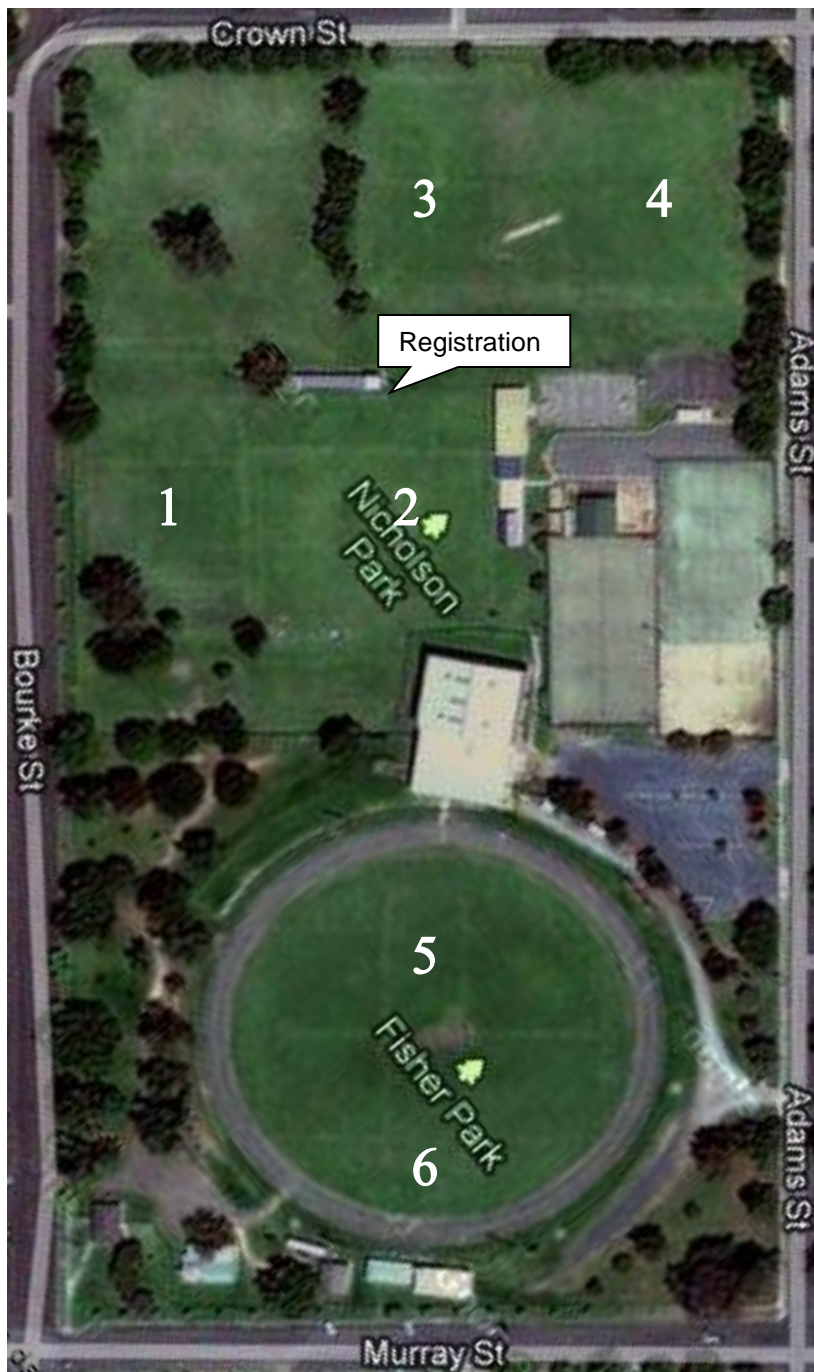 Crown St
3
4
Registration
Adams St
1
2
Nicholson
Park
Bourke St
5
Fisher Park
6
Adams St
Murray St